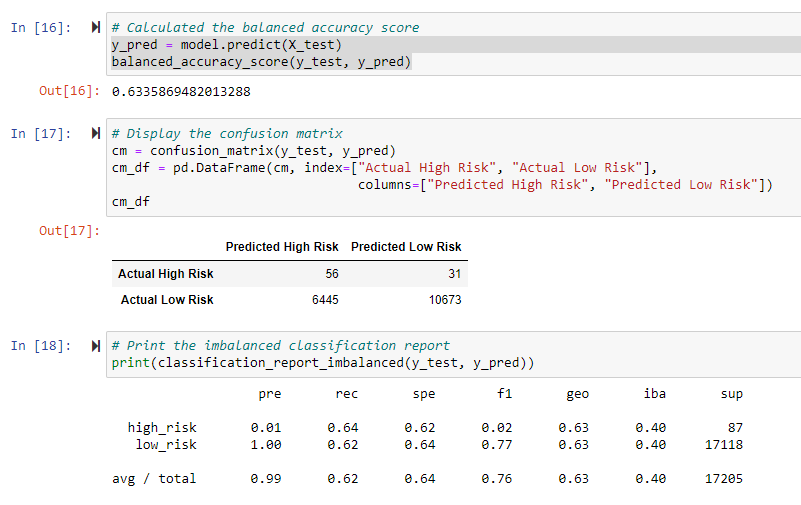 In [16]: # Calculated the balanced accuracy score
y_pred = model.predict(X_test)
balanced_accuracy_score(y_test, y_pred)
Out[16]: 0.6335869482013288
In [17]: # Display the confusion matrix
cm = confusion_matrix(y_test, y_pred)
cm_df = pd.DataFrame(cm, index=["Actual High Risk", "Actual Low Risk"],
columns=["Predicted High Risk", "Predicted Low Risk"])
cm_df
Out[17]:
Predicted High Risk Predicted Low Risk
Actual High Risk 56 31
Actual Low Risk 6445 10673
In [18]: # Print the imbalanced classification report
print(classification_report_imbalanced(y_test, y_pred))
pre rec spe f1 geo iba sup
high_risk 0.01 0.64 0.62 0.02 0.63 0.40 87
low_risk 1.00 0.62 0.64 0.77 0.63 0.40 17118
avg / total 0.99 0.62 0.64 0.76 0.63 0.40 17205